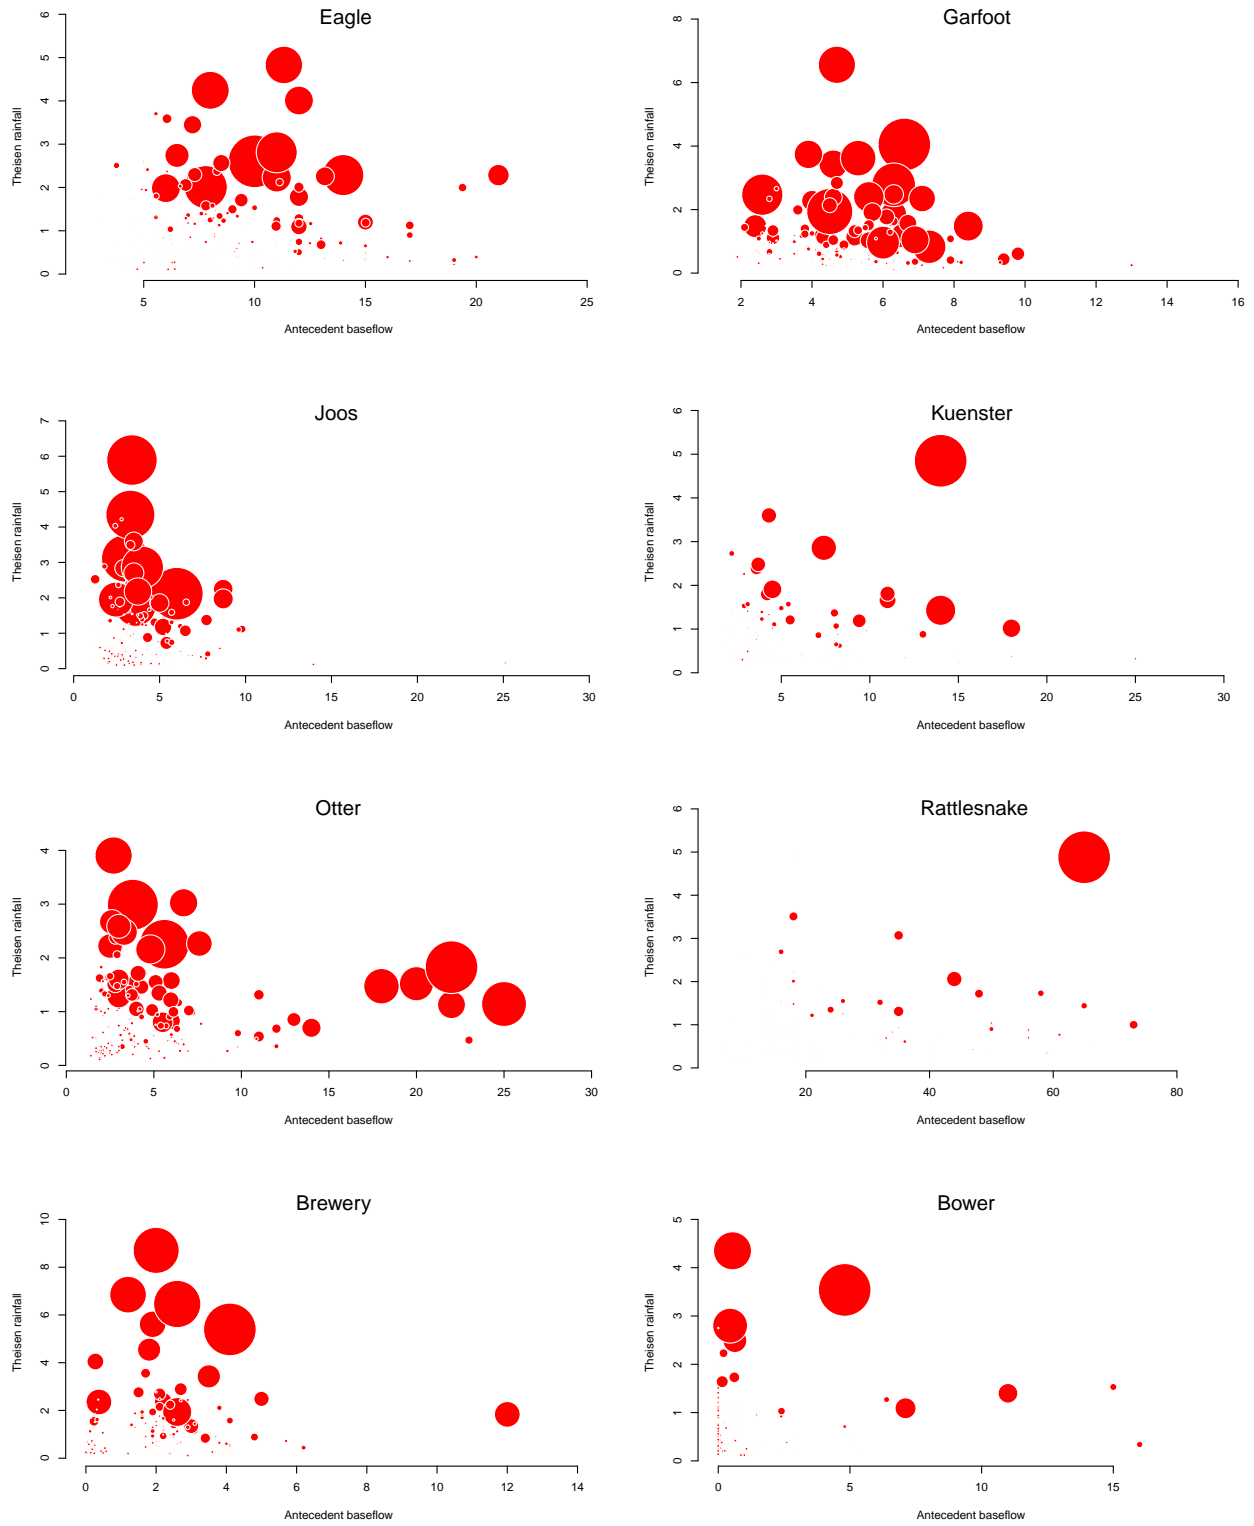 Eagle
Theisen rainfall
0 1 2 3 4 5 6
5 10 15 20 25
Antecedent baseflow
Garfoot
Theisen rainfall
0 2 4 6 8
2 4 6 8 10 12 14 16
Antecedent baseflow
Joos
Theisen rainfall
0 1 2 3 4 5 6 7
0 5 10 15 20 25 30
Antecedent baseflow
Kuenster
Theisen rainfall
0 1 2 3 4 5 6
5 10 15 20 25 30
Antecedent baseflow
Otter
Theisen rainfall
0 1 2 3 4
0 5 10 15 20 25 30
Antecedent baseflow
Rattlesnake
Theisen rainfall
0 1 2 3 4 5 6
20 40 60 80
Antecedent baseflow
Brewery
Theisen rainfall
0 2 4 6 8 10
0 2 4 6 8 10 12 14
Antecedent baseflow
Bower
Theisen rainfall
0 1 2 3 4 5
0 5 10 15
Antecedent baseflow